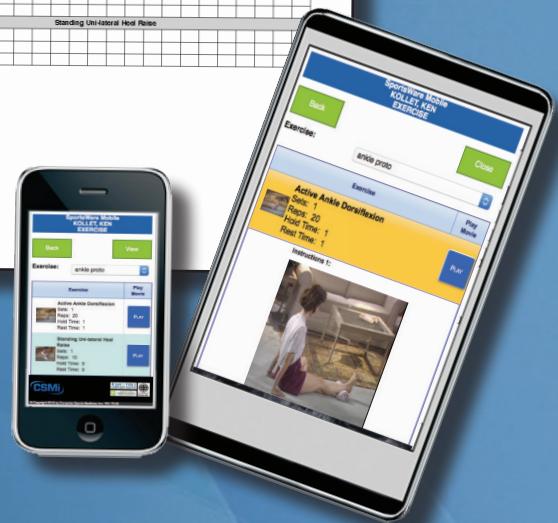 Standing Uni-lateral Heel Raise
SportsWare Mobile
KOLLET, KEN
EXERCISE
Back
Close
Exercise:
ankle proto
Exercise
Play
Movie
Active Ankle Dorsiflexion
Sets: 1
Reps: 20
Hold Time: 1
Rest Time: 1
PLAY
Instructions 1:
SportsWare Mobile
KOLLET, KEN
EXERCISE
Back
View
Exercise:
ankle proto
Exercise
Play
Movie
Active Ankle Dorsiflexion
Sets: 1
Reps: 20
Hold Time: 1
Rest Time: 1
PLAY
Standing Uni-lateral Heel
Raise
Sets: 1
Reps: 10
Hold Time: 0
Rest Time: 0
PLAY
CSMi